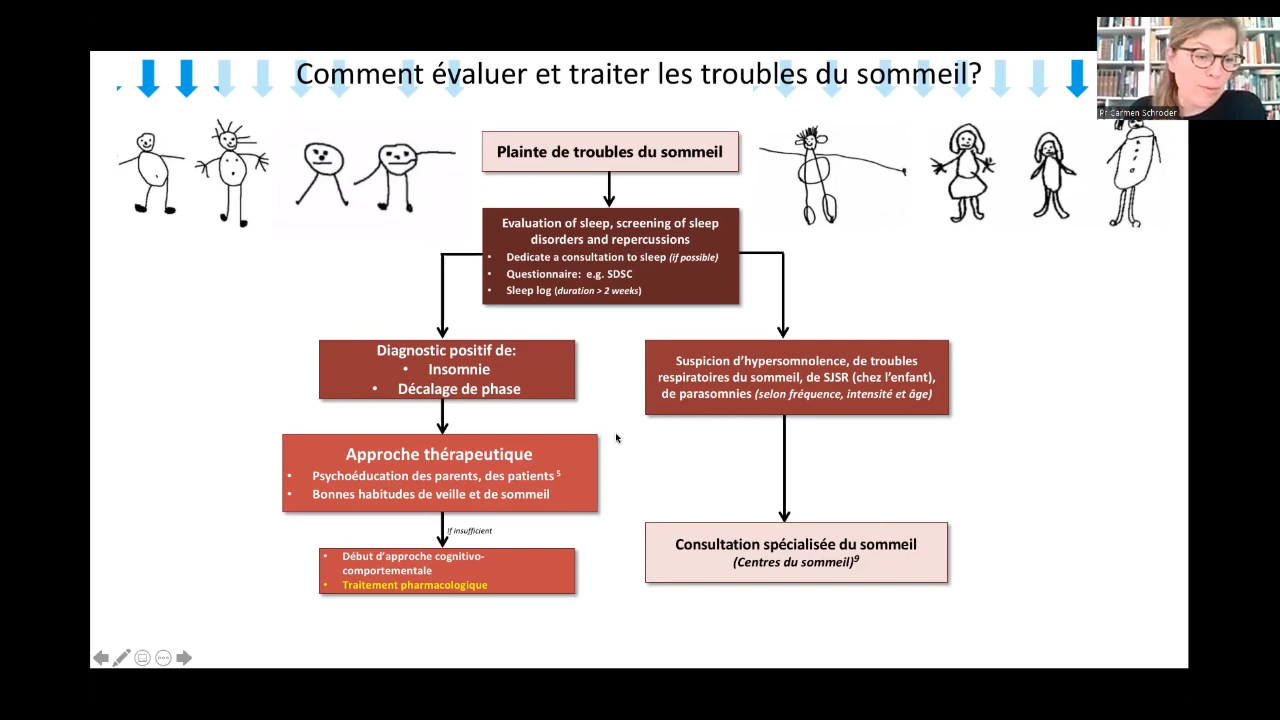 Comment évaluer et traiter les troubles du sommeil?
Pr Carmen Schroder
Plainte de troubles du sommeil
Evaluation of sleep, screening of sleep
disorders and repercussions
• Dedicate a consultation to sleep (if possible)
• Questionnaire: e.g. SDSC
• Sleep log (duration > 2 weeks)
Diagnostic positif de:
• Insomnie
• Décalage de phase
Suspicion d’hypersomnolence, de troubles
respiratoires du sommeil, de SJSR (chez l’enfant),
de parasomnies (selon fréquence, intensité et âge)
Approche thérapeutique
• Psychoéducation des parents, des patients 5
• Bonnes habitudes de veille et de sommeil
If insufficient
• Début d’approche cognitivo-
comportementale
• Traitement pharmacologique
Consultation spécialisée du sommeil
(Centres du sommeil)9